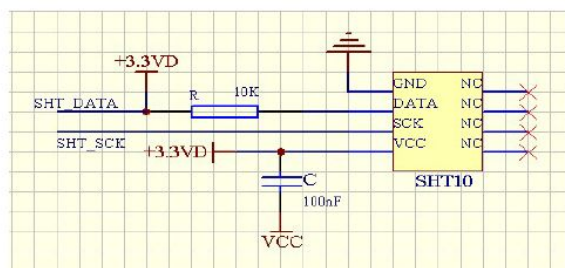 +3.3VD
SHT_DATA
R
10K
SHT_SCK
+3.3VD
C
100nF
VCC
GND NC
DATA NC
SCK NC
VCC NC
SHT10